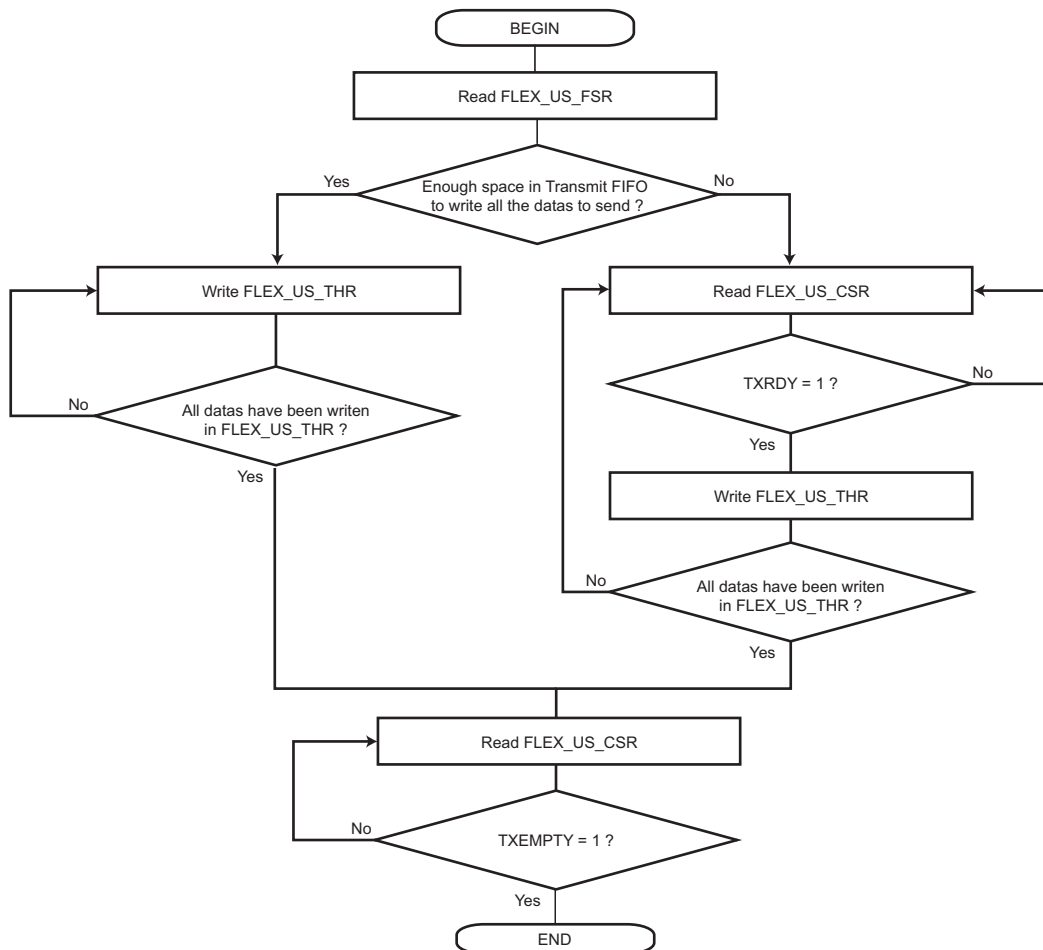 BEGIN
Read FLEX_US_FSR
Yes
Enough space in Transmit FIFO
to write all the datas to send ?
No
Write FLEX_US_THR
Read FLEX_US_CSR
TXRDY = 1 ?
No
No
All datas have been writen
in FLEX_US_THR ?
Yes
Yes
Write FLEX_US_THR
No
All datas have been writen
in FLEX_US_THR ?
Yes
Read FLEX_US_CSR
No
TXEMPTY = 1 ?
Yes
END